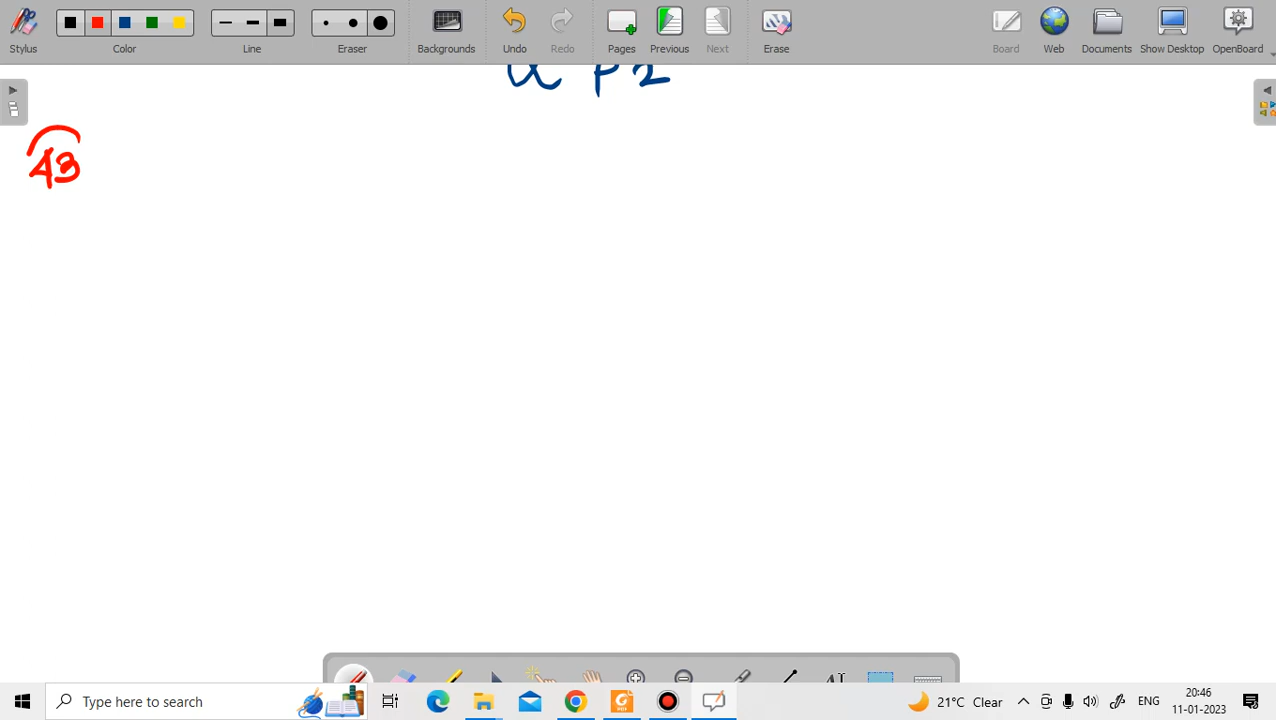 Stylus
Color
Line
Eraser
Backgrounds
Undo
Redo
Pages
Previous
Next
Erase
Board
Web
Documents
Show Desktop
OpenBoard
43
Type here to search
21°C Clear
ENG
20:46
11-01-2023